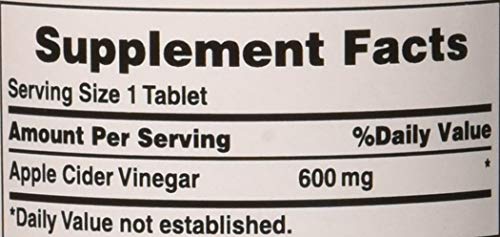 Supplement Facts
Serving Size 1 Tablet
Amount Per Serving %Daily Value
Apple Cider Vinegar 600 mg *
*Daily Value not established.